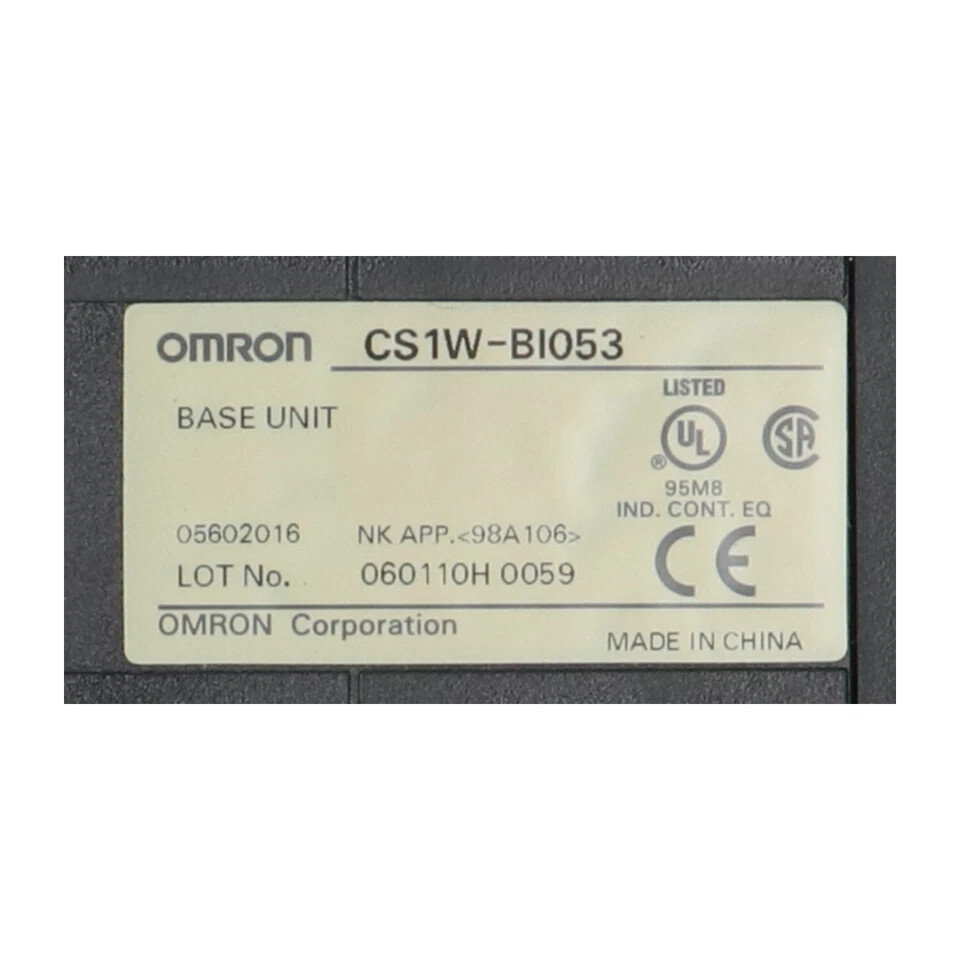 OMRON CS1W-BI053
BASE UNIT
LISTED
UL
®
SA
95M8
IND. CONT. EQ
05602016 NK APP.<98A106>
LOT No. 060110H 0059
CE
OMRON Corporation
MADE IN CHINA